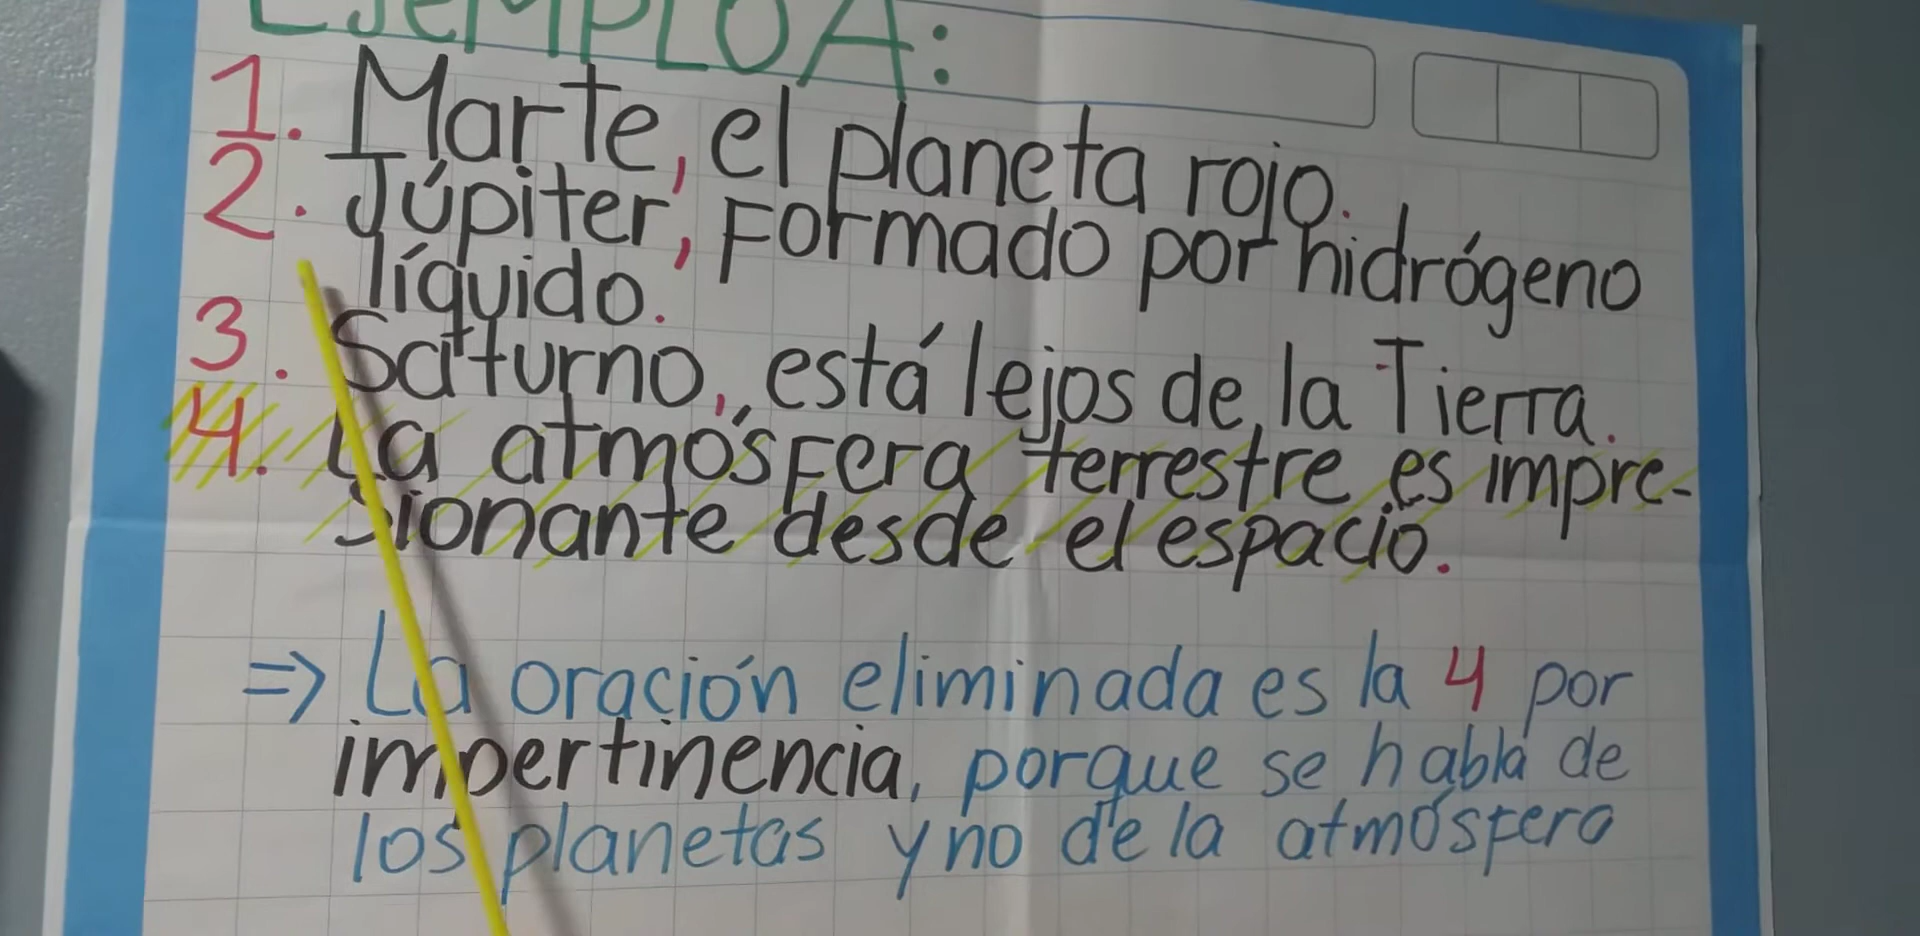 EJEMPLO A:
1. Marte, el planeta rojo.
2. Júpiter, Formado por hidrógeno
líquido.
3. Saturno, está lejos de la Tierra.
4. La atmósfera terrestre es impre-
sionante desde el espacio.
=> La oración eliminada es la 4 por
impertinencia, porque se habla de
los planetas y no de la atmósfera